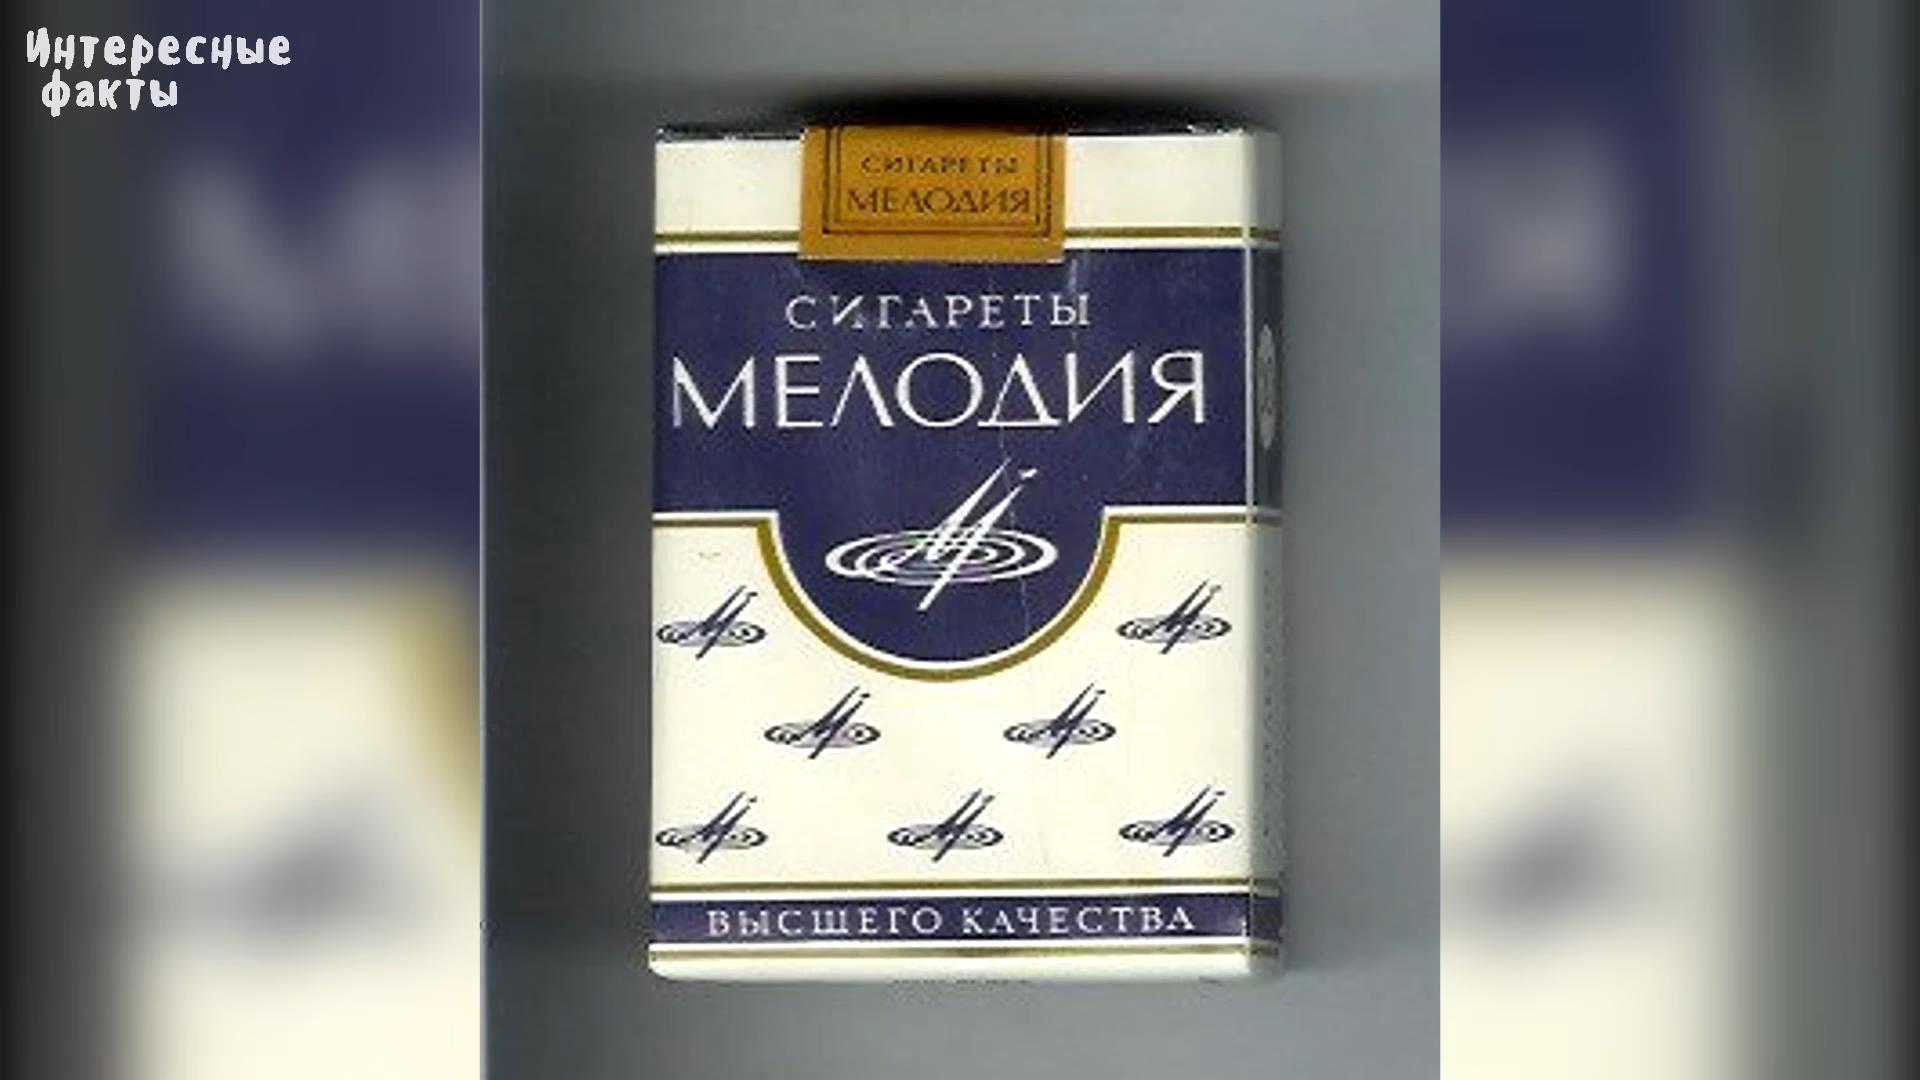 Интересные
факты
СИГАРЕТЫ
МЕЛОДИЯ
СИГАРЕТЫ
МЕЛОДИЯ
ВЫСШЕГО КАЧЕСТВА